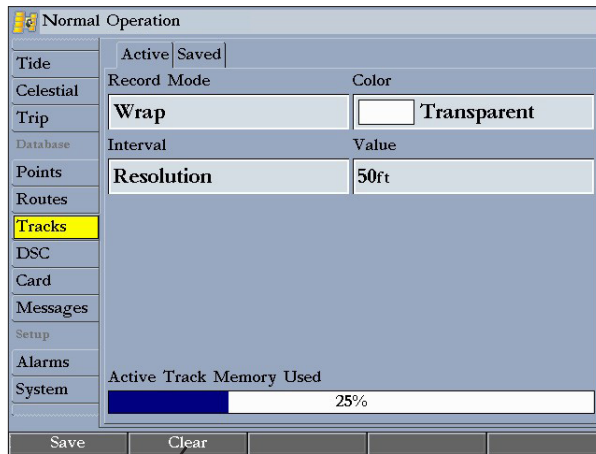 Normal Operation
Tide
Celestial
Trip
Database
Points
Routes
Tracks
DSC
Card
Messages
Setup
Alarms
System
Active Saved
Record Mode Color
Wrap Transparent
Interval Value
Resolution 50ft
Active Track Memory Used
25%
Save Clear